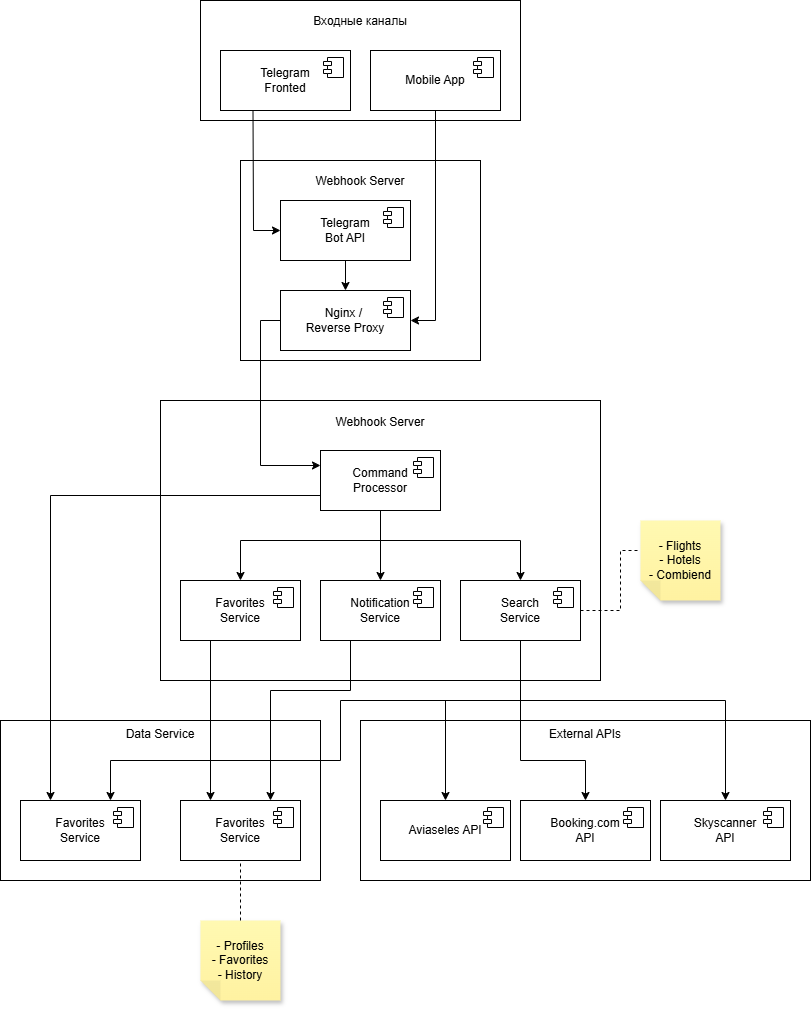 Входные каналы
Telegram
Fronted
Mobile App
Webhook Server
Telegram
Bot API
Nginx /
Reverse Proxy
Webhook Server
Command
Processor
Favorites
Service
Notification
Service
Search
Service
- Flights
- Hotels
- Combiend
Data Service
External APIs
Favorites
Service
Favorites
Service
Aviaseles API
Booking.com
API
Skyscanner
API
- Profiles
- Favorites
- History